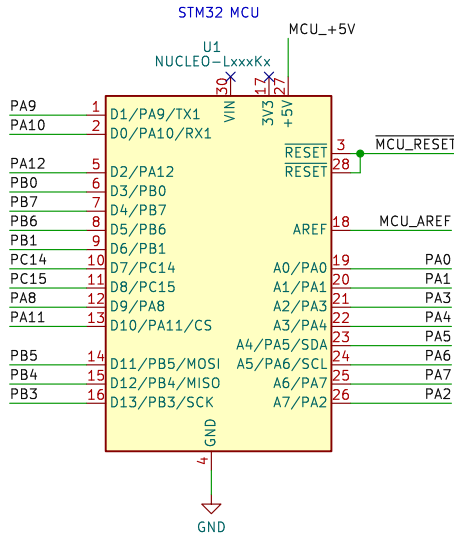 STM32 MCU
MCU_+5V
U1
NUCLEO-LxxxKx
30 17 27
VIN 3V3 +5V
PA9 1 D1/PA9/TX1
PA10 2 D0/PA10/RX1
RESET 3 MCU_RESET
RESET 28
PA12 5 D2/PA12
PB0 6 D3/PB0
PB7 7 D4/PB7
PB6 8 D5/PB6 AREF 18 MCU_AREF
PB1 9 D6/PB1
PC14 10 D7/PC14 A0/PA0 19 PA0
PC15 11 D8/PC15 A1/PA1 20 PA1
PA8 12 D9/PA8 A2/PA3 21 PA3
PA11 13 D10/PA11/CS A3/PA4 22 PA4
A4/PA5/SDA 23 PA5
PB5 14 D11/PB5/MOSI A5/PA6/SCL 24 PA6
PB4 15 D12/PB4/MISO A6/PA7 25 PA7
PB3 16 D13/PB3/SCK A7/PA2 26 PA2
GND
4
GND